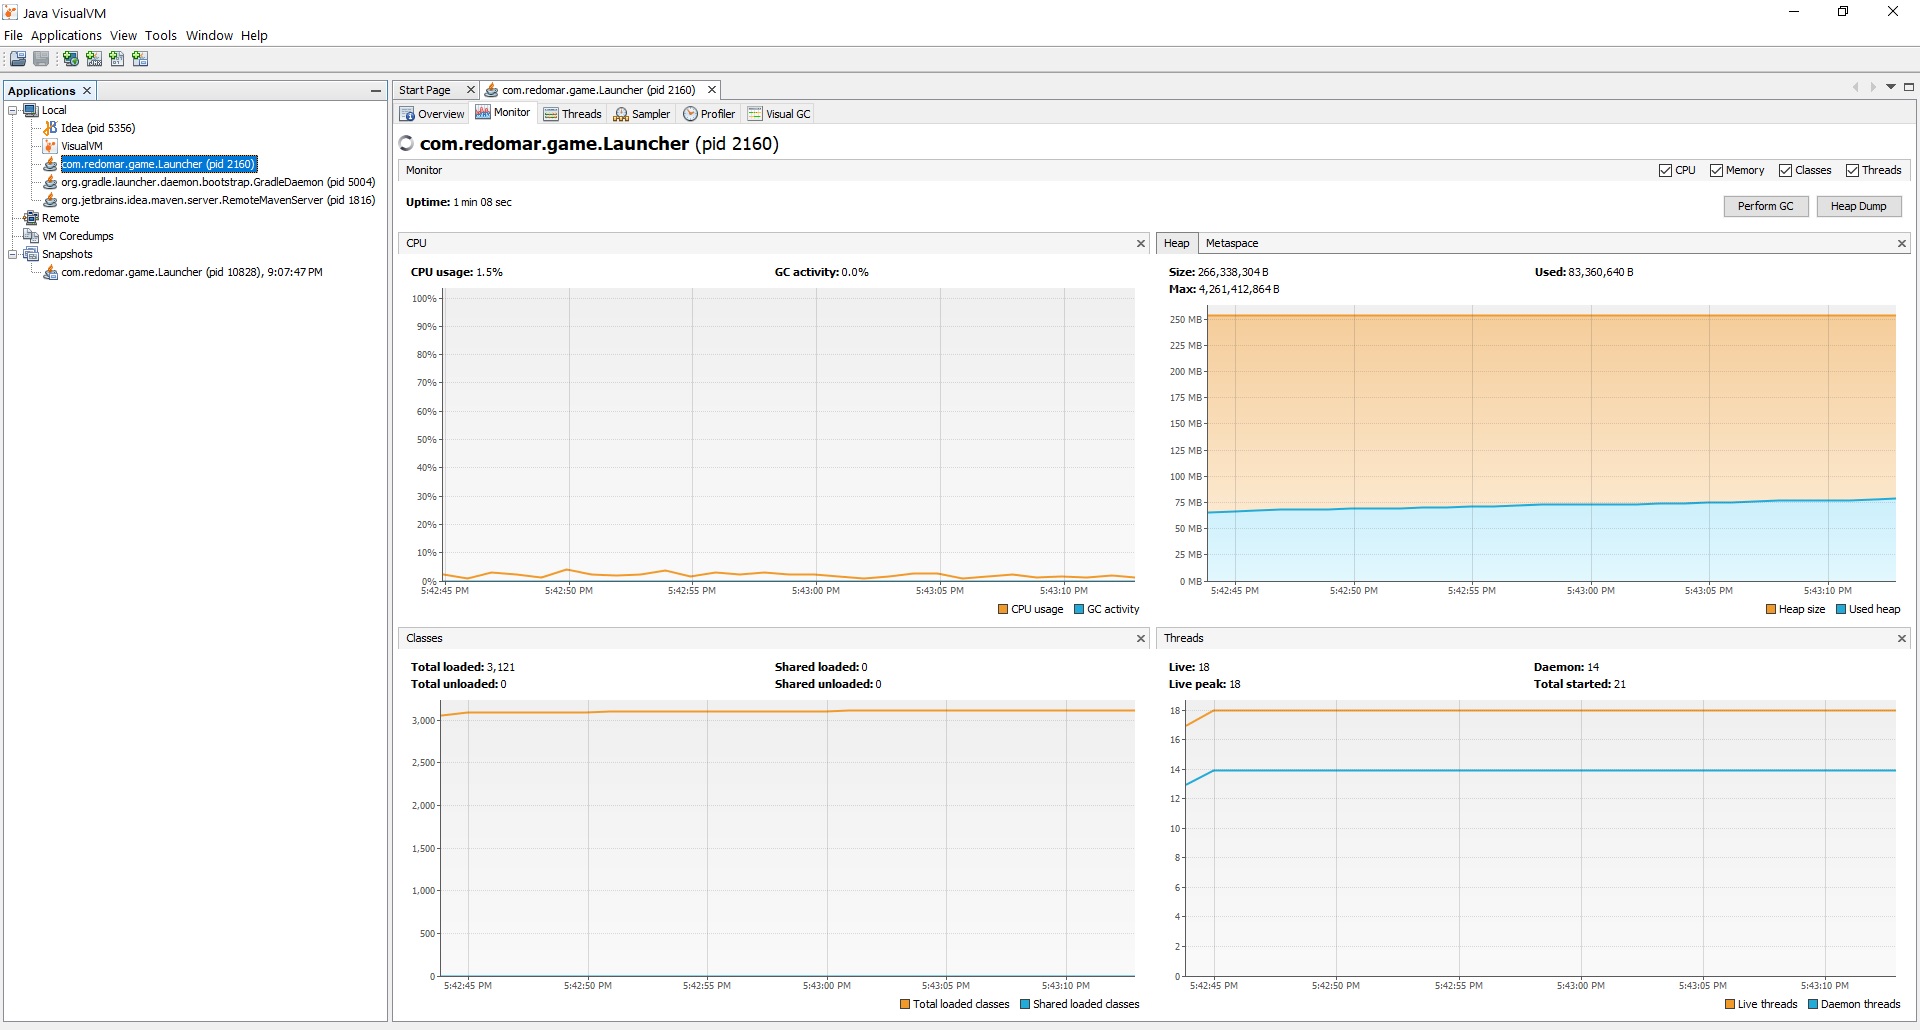 Java VisualVM
File Applications View Tools Window Help
Applications
Local
Idea (pid 5356)
VisualVM
com.redomar.game.Launcher (pid 2160)
org.gradle.launcher.daemon.bootstrap.GradleDaemon (pid 5004)
org.jetbrains.idea.maven.server.RemoteMavenServer (pid 1816)
Remote
VM Coredumps
Snapshots
com.redomar.game.Launcher (pid 10828), 9:07:47 PM
Start Page com.redomar.game.Launcher (pid 2160)
Overview Monitor Threads Sampler Profiler Visual GC
com.redomar.game.Launcher (pid 2160)
Monitor CPU Memory Classes Threads
Uptime: 1 min 08 sec
Perform GC Heap Dump
CPU
CPU usage: 1.5% GC activity: 0.0%
100%
90%
80%
70%
60%
50%
40%
30%
20%
10%
0%
5:42:45 PM 5:42:50 PM 5:42:55 PM 5:43:00 PM 5:43:05 PM 5:43:10 PM
CPU usage GC activity
Heap Metaspace
Size: 266,338,304 B Used: 83,360,640 B
Max: 4,261,412,864 B
250 MB
225 MB
200 MB
175 MB
150 MB
125 MB
100 MB
75 MB
50 MB
25 MB
0 MB
5:42:45 PM 5:42:50 PM 5:42:55 PM 5:43:00 PM 5:43:05 PM 5:43:10 PM
Heap size Used heap
Classes
Total loaded: 3,121 Shared loaded: 0
Total unloaded: 0 Shared unloaded: 0
3,000
2,500
2,000
1,500
1,000
500
0
5:42:45 PM 5:42:50 PM 5:42:55 PM 5:43:00 PM 5:43:05 PM 5:43:10 PM
Total loaded classes Shared loaded classes
Threads
Live: 18 Daemon: 14
Live peak: 18 Total started: 21
18
16
14
12
10
8
6
4
2
0
5:42:45 PM 5:42:50 PM 5:42:55 PM 5:43:00 PM 5:43:05 PM 5:43:10 PM
Live threads Daemon threads